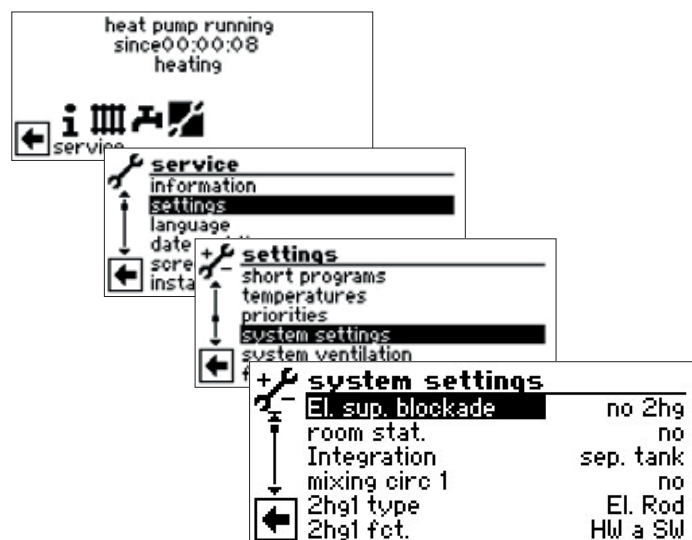 heat pump running
since00:00:08
heating
service
service
information
settings
language
date
settings
short programs
temperatures
priorities
system settings
system ventilation
system settings
El. sup. blockade no 2hg
room stat. no
Integration sep. tank
mixing circ 1 no
2hg1 type El. Rod
2hg1 fct. HW a SW